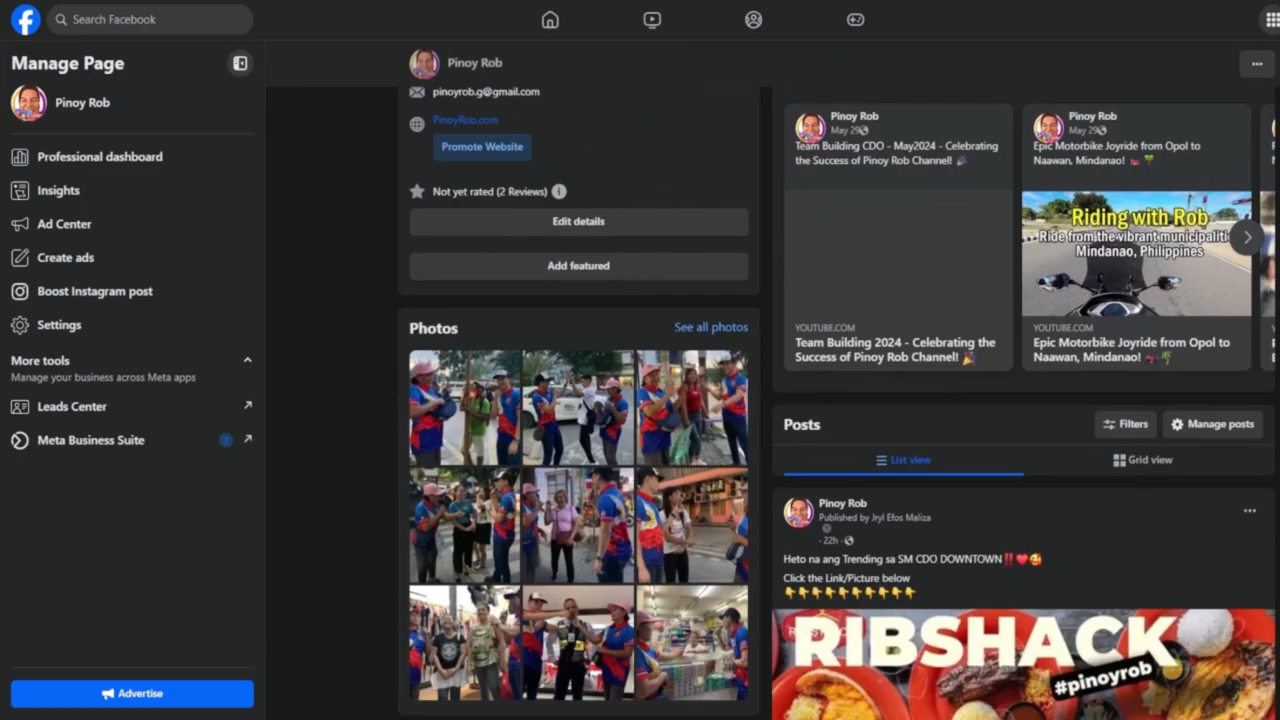 Search Facebook
Manage Page
Pinoy Rob
Professional dashboard
Insights
Ad Center
Create ads
Boost Instagram post
Settings
More tools
Manage your business across Meta apps
Leads Center
Meta Business Suite
Advertise
Pinoy Rob
pinoyrob.g@gmail.com
PinoyRob.com
Promote Website
Not yet rated (2 Reviews)
Edit details
Add featured
Photos
See all photos
Pinoy Rob
May 29
Team Building CDO - May2024 - Celebrating
the Success of Pinoy Rob Channel! 🎉
YOUTUBE.COM
Team Building 2024 - Celebrating the
Success of Pinoy Rob Channel! 🎉
Pinoy Rob
May 29
Epic Motorbike Joyride from Opol to
Naawan, Mindanao! 🏍️ 🌴
Riding with Rob
Ride from the vibrant municipaliti
Mindanao, Philippines
YOUTUBE.COM
Epic Motorbike Joyride from Opol to
Naawan, Mindanao! 🏍️🌴
Posts
Filters
Manage posts
List view
Grid view
Pinoy Rob
Published by Jryl Efos Maliza
· 22h ·
Heto na ang Trending sa SM CDO DOWNTOWN‼️❤️🥰
Click the Link/Picture below
👇👇👇👇👇👇👇👇👇👇
RIBSHACK
#pinoyrob